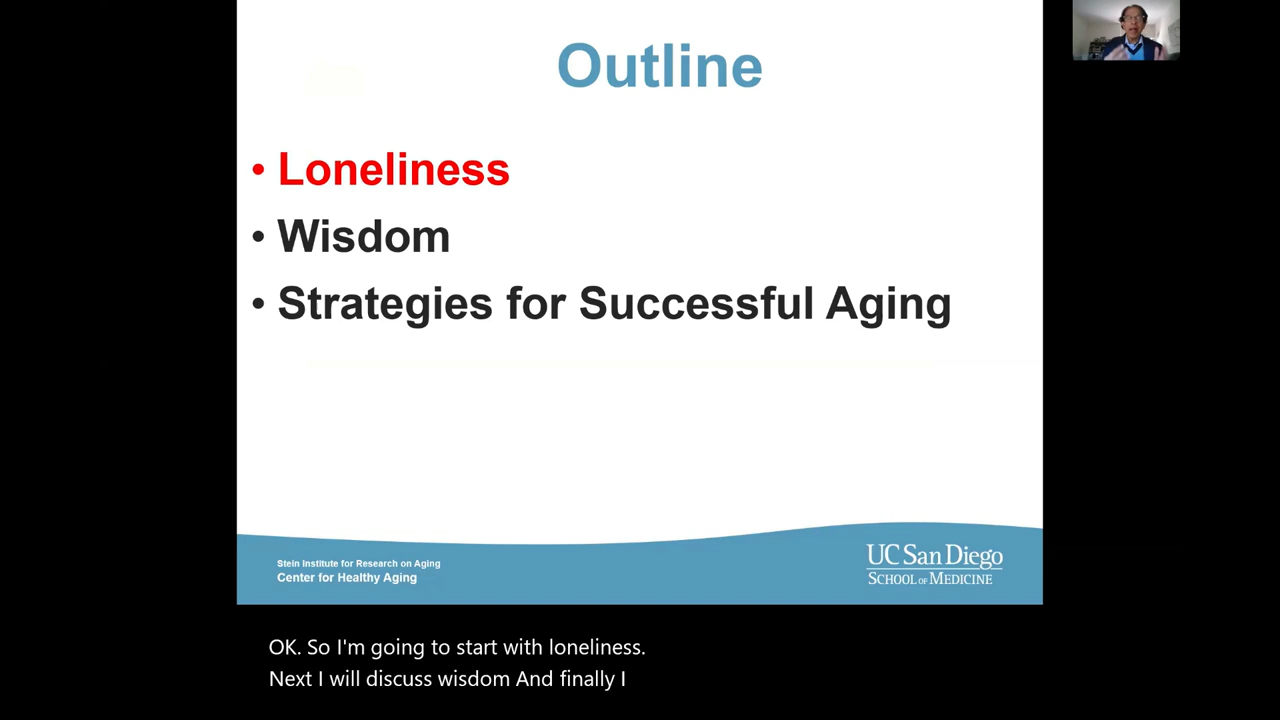 Outline
• Loneliness
• Wisdom
• Strategies for Successful Aging
Stein Institute for Research on Aging
Center for Healthy Aging
UC San Diego
SCHOOL OF MEDICINE
OK. So I'm going to start with loneliness.
Next I will discuss wisdom And finally I